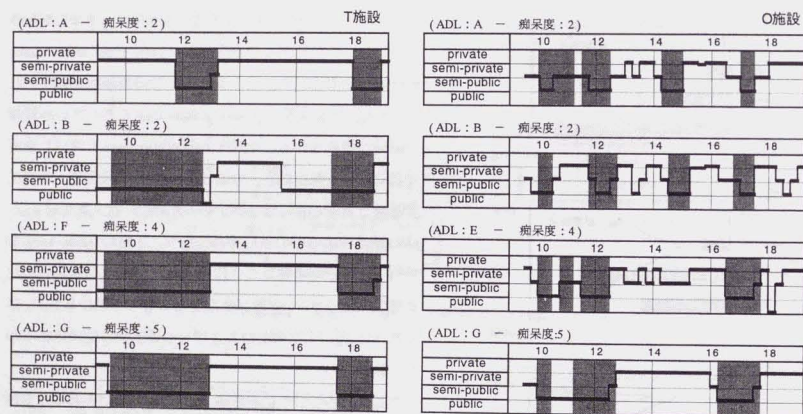 T施設
(ADL：A － 痴呆度：2)
10 12 14 16 18
private
semi-private
semi-public
public
(ADL：B － 痴呆度：2)
10 12 14 16 18
private
semi-private
semi-public
public
(ADL：F － 痴呆度：4)
10 12 14 16 18
private
semi-private
semi-public
public
(ADL：G － 痴呆度：5)
10 12 14 16 18
private
semi-private
semi-public
public
O施設
(ADL：A － 痴呆度：2)
10 12 14 16 18
private
semi-private
semi-public
public
(ADL：B － 痴呆度：2)
10 12 14 16 18
private
semi-private
semi-public
public
(ADL：E － 痴呆度：4)
10 12 14 16 18
private
semi-private
semi-public
public
(ADL：G － 痴呆度:5)
10 12 14 16 18
private
semi-private
semi-public
public